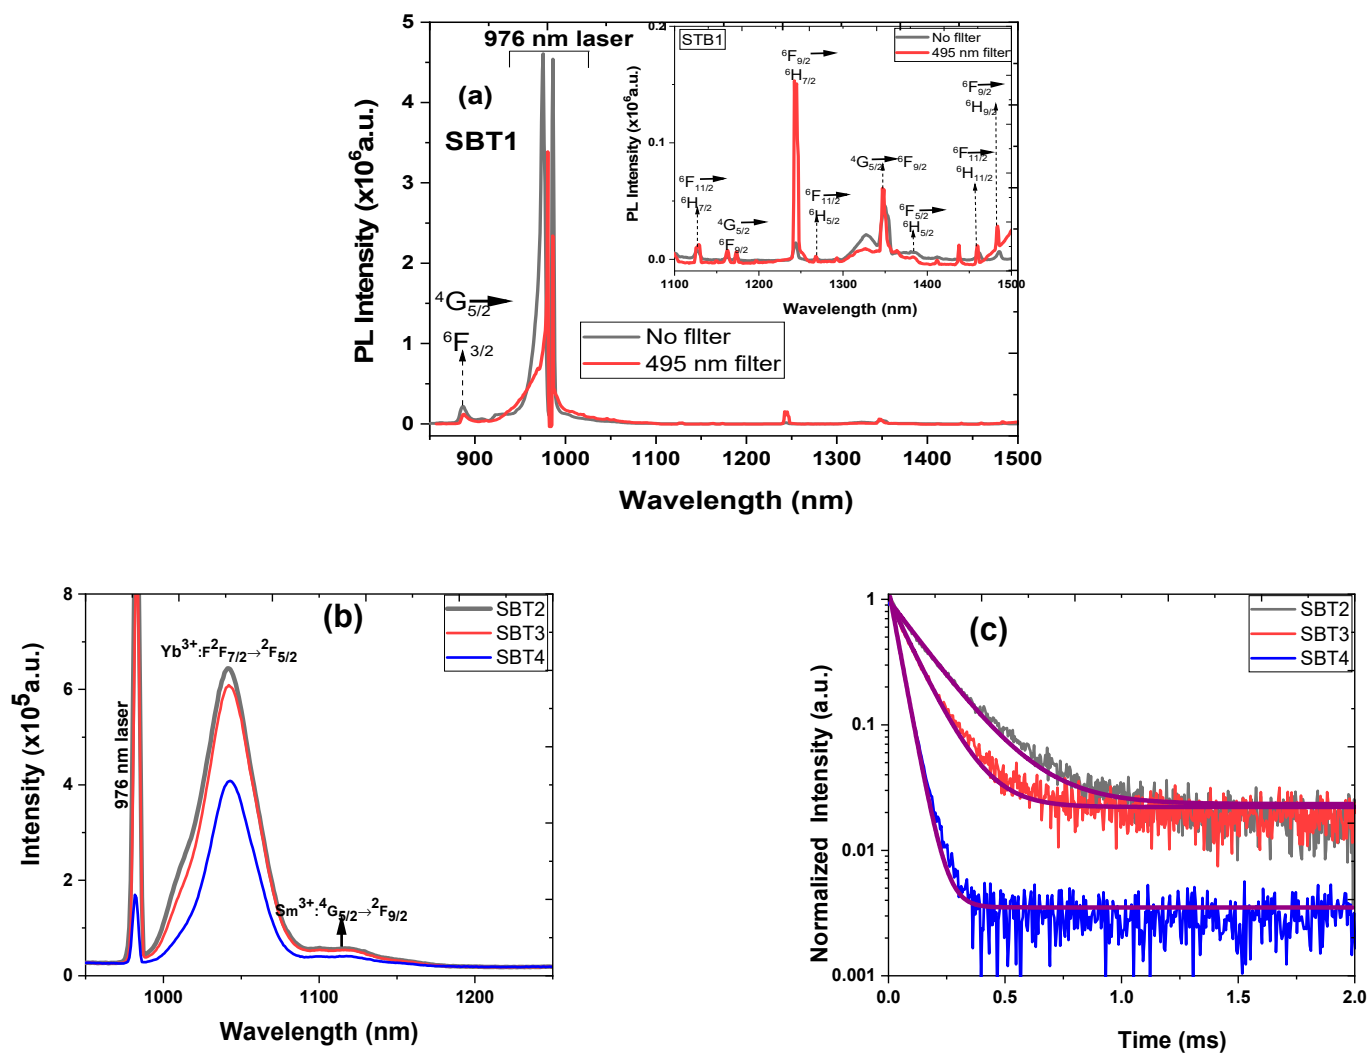 (a)
SBT1
976 nm laser
PL Intensity (x10⁶a.u.)
5
4
3
2
1
0
⁴G₅/₂
⁶F₃/₂
No fIlter
495 nm filter
900
1000
1100
1200
1300
1400
1500
Wavelength (nm)
STB1
No fIlter
495 nm filter
PL Intensity (x10⁶a.u.)
0.2
0.1
0.0
⁶F₁₁/₂
⁶H₇/₂
⁴G₅/₂
⁶F₉/₂
⁶F₉/₂
⁶H₇/₂
⁶F₁₁/₂
⁶H₅/₂
⁴G₅/₂ ⁶F₉/₂
⁶F₅/₂
⁶H₅/₂
⁶F₁₁/₂
⁶H₁₁/₂
⁶F₉/₂
⁶H₉/₂
1100
1200
1300
1400
1500
Wavelength (nm)
(b)
SBT2
SBT3
SBT4
Yb³⁺:F²F₇/₂→²F₅/₂
976 nm laser
Sm³⁺:⁴G₅/₂→²F₉/₂
Intensity (x10⁵a.u.)
8
6
4
2
0
1000
1100
1200
Wavelength (nm)
(c)
SBT2
SBT3
SBT4
Normalized Intensity (a.u.)
1
0.1
0.01
0.001
0.0
0.5
1.0
1.5
2.0
Time (ms)